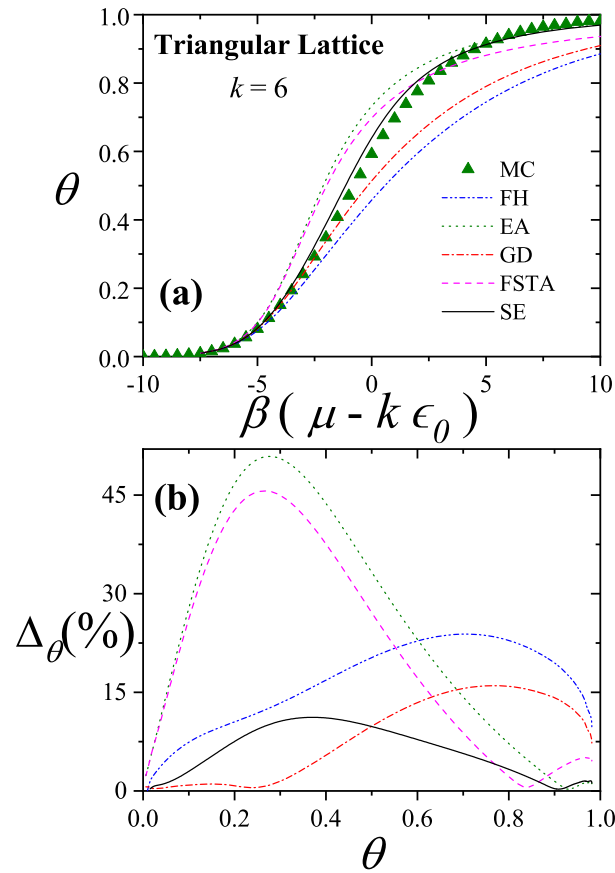 1.0
0.8
0.6
0.4
0.2
0.0
θ
Triangular Lattice
k = 6
MC
FH
EA
GD
FSTA
SE
(a)
-10 -5 0 5 10
β ( μ - k ϵ0 )
(b)
45
30
15
0
Δθ(%)
0.0 0.2 0.4 0.6 0.8 1.0
θ